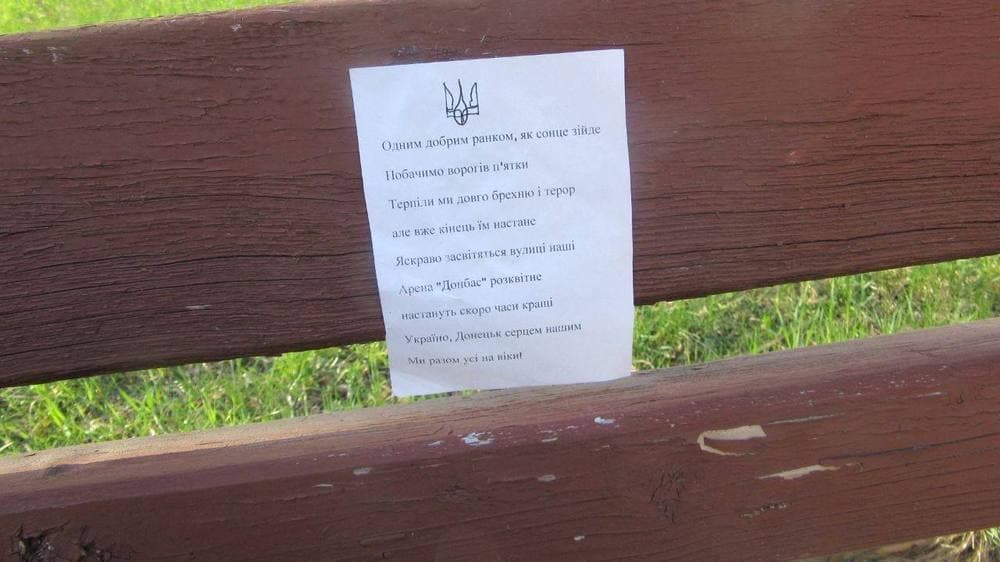 Одним добрим ранком, як сонце зійде
Побачимо ворогів п'ятки
Терпіли ми довго брехню і терор
але вже кінець їм настане
Яскраво засвітяться вулиці наші
Арена "Донбас" розквітне
настануть скоро часи кращі
Україно, Донецьк серцем нашим
Ми разом усі на віки!